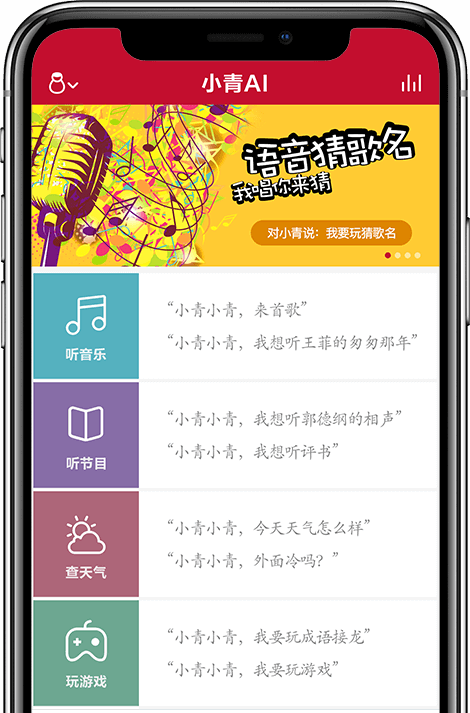 小青AI
语音猜歌名
我唱你来猜
对小青说：我要玩猜歌名
听音乐
“小青小青，来首歌”
“小青小青，我想听王菲的匆匆那年”
听节目
“小青小青，我想听郭德纲的相声”
“小青小青，我想听评书”
查天气
“小青小青，今天天气怎么样”
“小青小青，外面冷吗？”
玩游戏
“小青小青，我要玩成语接龙”
“小青小青，我要玩游戏”